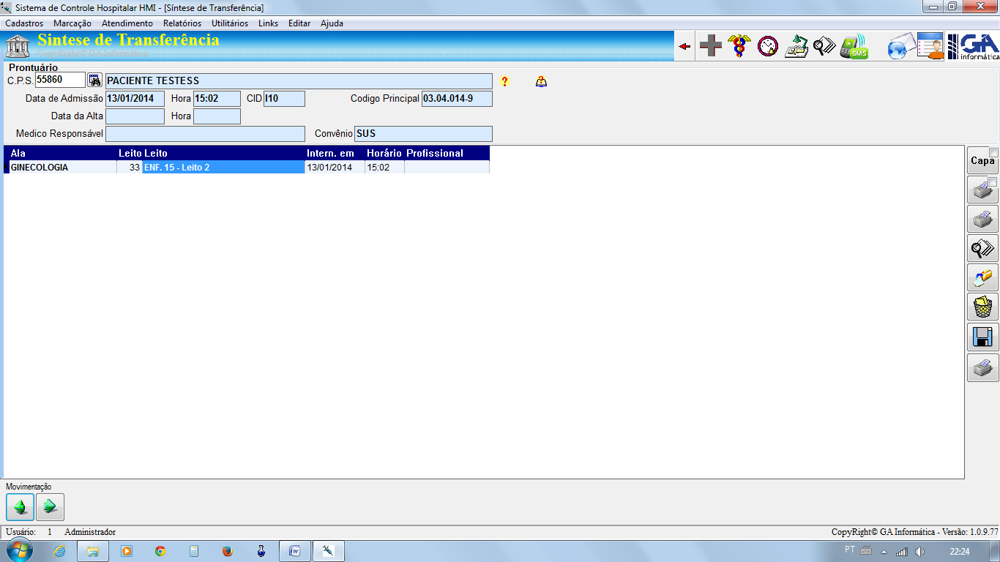 Sistema de Controle Hospitalar HMI - [Síntese de Transferência]
Cadastros Marcação Atendimento Relatórios Utilitários Links Editar Ajuda
Sintese de Transferência
CopyRight© GA Informática
SMS
GA
informática
Prontuário
C.P.S. 55860 PACIENTE TESTESS ?
Data de Admissão 13/01/2014 Hora 15:02 CID I10 Codigo Principal 03.04.014-9
Data da Alta Hora
Medico Responsável Convênio SUS
Ala Leito Leito Intern. em Horário Profissional
GINECOLOGIA 33 ENF. 15 - Leito 2 13/01/2014 15:02
Capa
Movimentação
Usuário: 1 Administrador CopyRight© GA Informática - Versão: 1.0.9.77
PT 22:24